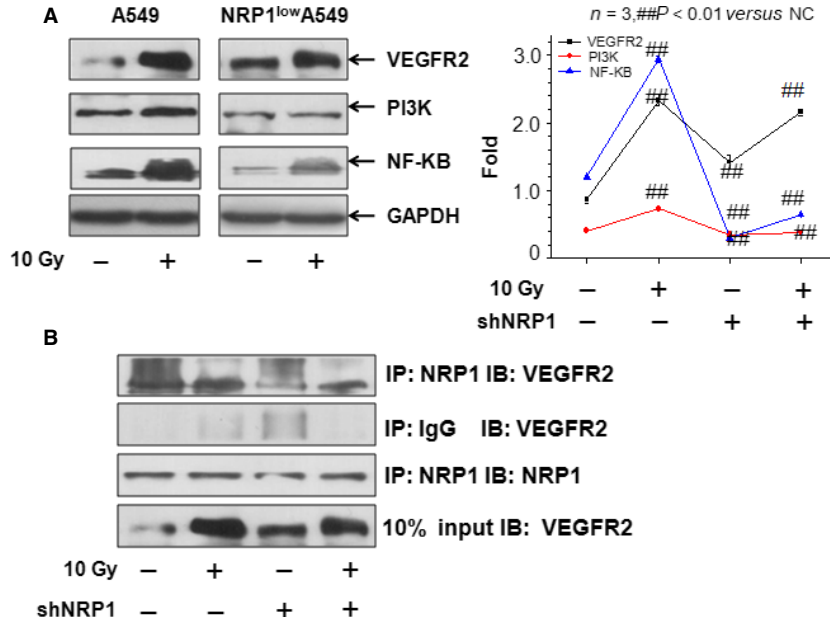 A
A549
NRP1low A549
VEGFR2
PI3K
NF-KB
GAPDH
10 Gy − + − +
n = 3,##P < 0.01 versus NC
VEGFR2
PI3K
NF-KB
Fold
3.0
2.0
1.0
0
##
##
##
##
##
##
##
##
##
10 Gy − + − +
shNRP1 − − + +
B
IP: NRP1 IB: VEGFR2
IP: IgG IB: VEGFR2
IP: NRP1 IB: NRP1
10% input IB: VEGFR2
10 Gy − + − +
shNRP1 − − + +